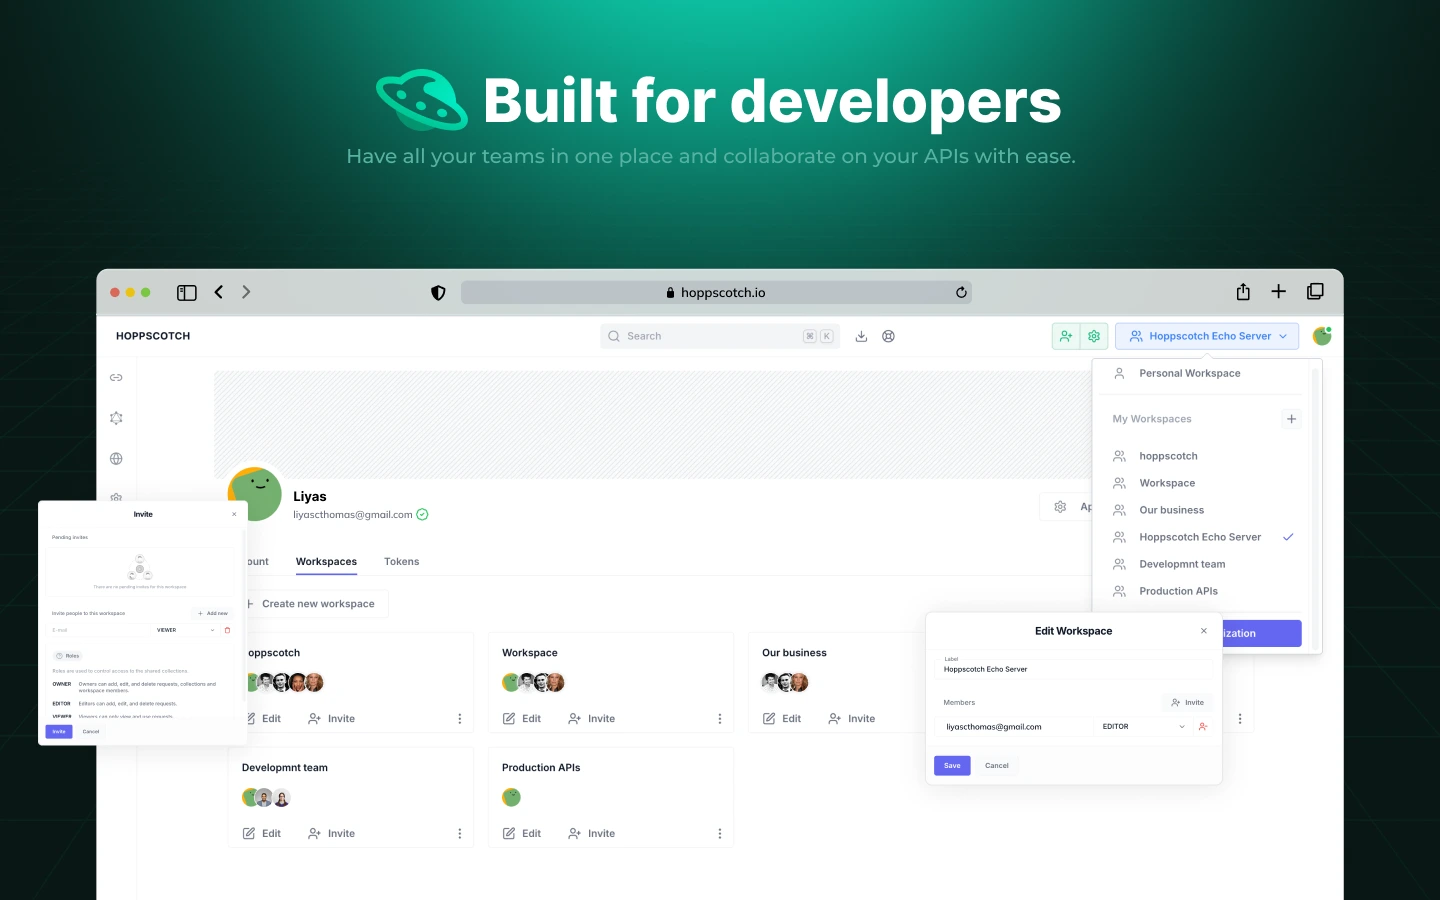 Built for developers
Have all your teams in one place and collaborate on your APIs with ease.
hoppscotch.io
HOPPSCOTCH
Search
⌘ K
Hoppscotch Echo Server
Personal Workspace
My Workspaces
hoppscotch
Workspace
Our business
Hoppscotch Echo Server
Developmnt team
Production APIs
ization
Liyas
liyascthomas@gmail.com
Ap
ount
Workspaces
Tokens
Create new workspace
oppscotch
Edit
Invite
Workspace
Edit
Invite
Our business
Edit
Invite
Developmnt team
Edit
Invite
Production APIs
Edit
Invite
Invite
Pending invites
There are no pending invites for this workspace
Invite people to this workspace
Add new
E-mail
VIEWER
Roles
Roles are used to control access to the shared collections.
OWNER
Owners can add, edit, and delete requests, collections and
workspace members.
EDITOR
Editors can add, edit, and delete requests.
VIEWER
Viewers can only view and use requests.
Invite
Cancel
Edit Workspace
Label
Hoppscotch Echo Server
Members
Invite
liyascthomas@gmail.com
EDITOR
Save
Cancel